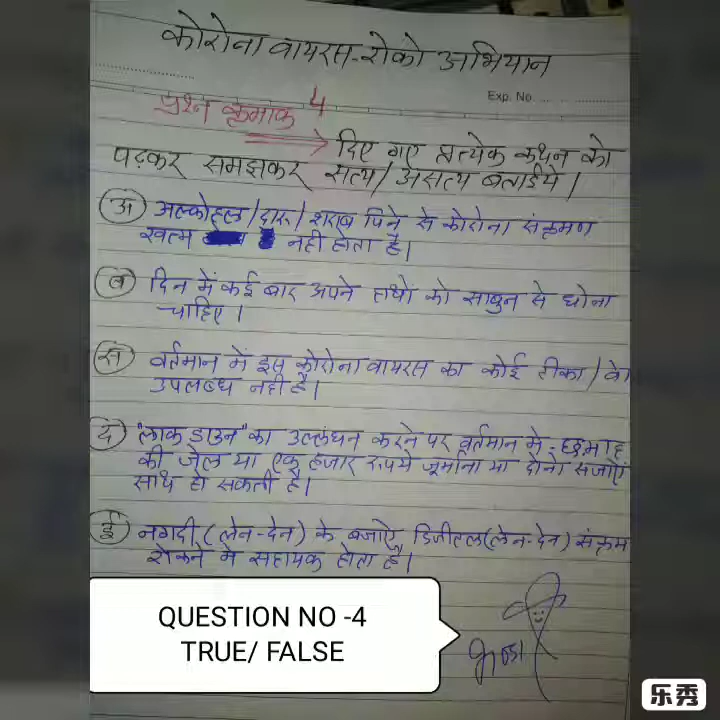 कोरोना वायरस-रोको अभियान
Exp. No.
प्रश्न क्रमांक 4
दिए गए प्रत्येक कथन को
पढ़कर समझकर सत्य/असत्य बताईये।
(अ) अल्कोहल/दारू/शराब पिने से कोरोना संक्रमण
खत्म नही होता है।
(ब) दिन में कई बार अपने हाथो को साबुन से धोना
चाहिए।
(स) वर्तमान में इस कोरोना वायरस का कोई टीका/वे
उपलब्ध नही है।
(द) "लाक डाउन" का उल्लंघन करने पर वर्तमान मे छह माह
की जेल या एक हजार रूपये जूर्माना या दोनो सजाऐं
साथ हो सकती है।
(ई) नगदी (लेन-देन) के बजाऐ डिजीटल(लेन-देन) संक्रम
रोकने मे सहायक होता है।
QUESTION NO -4
TRUE/ FALSE
乐秀